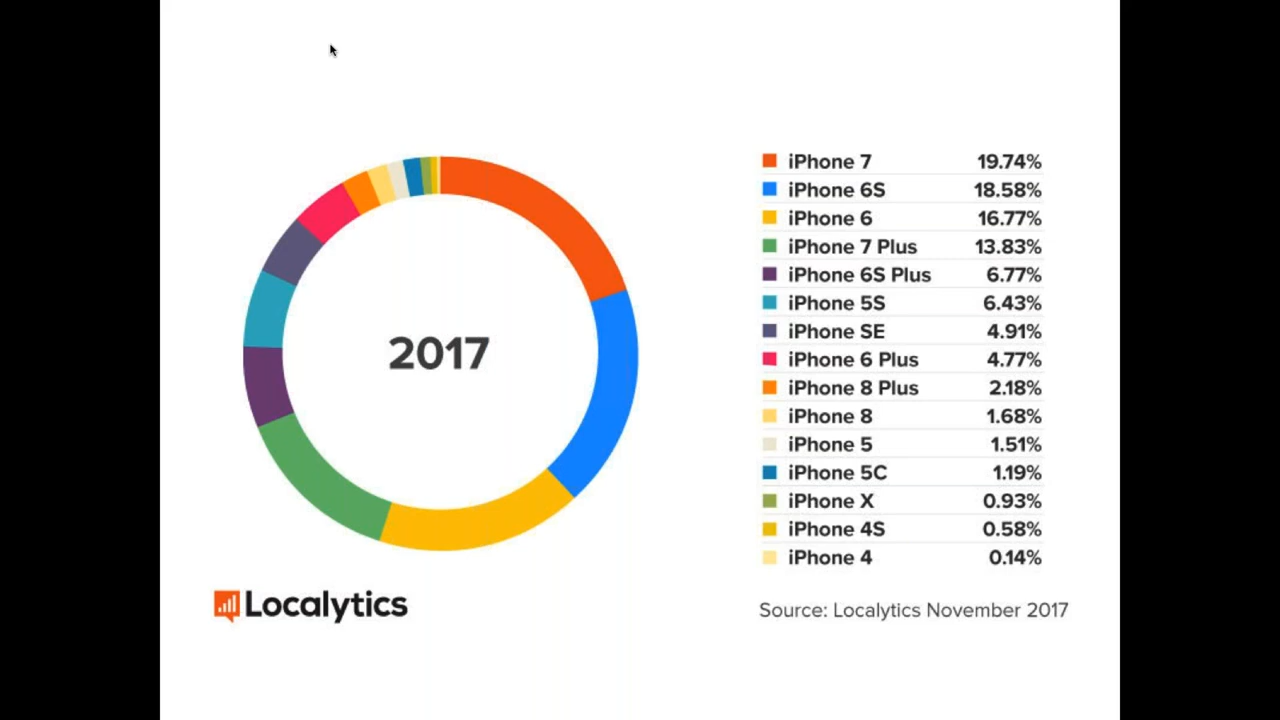 2017
iPhone 7 19.74%
iPhone 6S 18.58%
iPhone 6 16.77%
iPhone 7 Plus 13.83%
iPhone 6S Plus 6.77%
iPhone 5S 6.43%
iPhone SE 4.91%
iPhone 6 Plus 4.77%
iPhone 8 Plus 2.18%
iPhone 8 1.68%
iPhone 5 1.51%
iPhone 5C 1.19%
iPhone X 0.93%
iPhone 4S 0.58%
iPhone 4 0.14%
Localytics
Source: Localytics November 2017